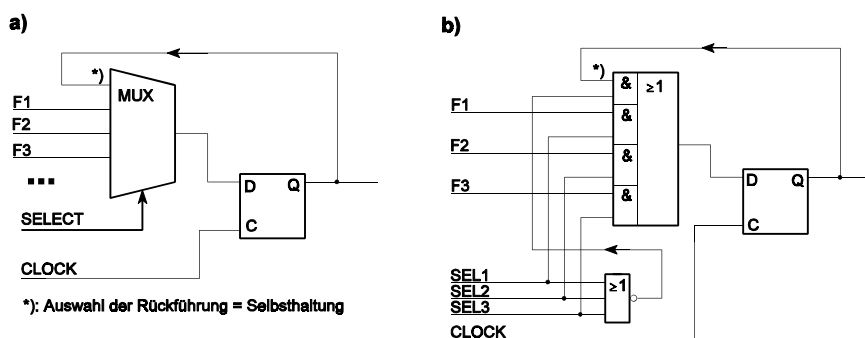 a)
*)
MUX
F1
F2
F3
...
D Q
C
SELECT
CLOCK
*): Auswahl der Rückführung = Selbsthaltung
b)
*)
& ≥1
F1
&
F2
&
F3
&
D Q
C
SEL1
SEL2
SEL3
≥1
CLOCK